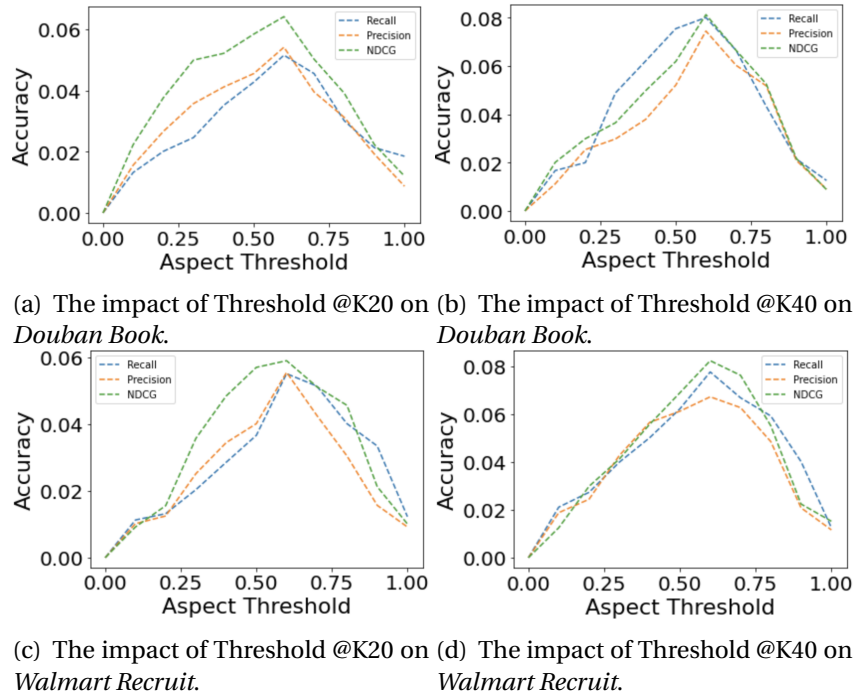 Recall
Precision
NDCG
0.06
0.04
0.02
0.00
Accuracy
0.00 0.25 0.50 0.75 1.00
Aspect Threshold
(a) The impact of Threshold @K20 on
Douban Book.
Recall
Precision
NDCG
0.08
0.06
0.04
0.02
0.00
Accuracy
0.00 0.25 0.50 0.75 1.00
Aspect Threshold
(b) The impact of Threshold @K40 on
Douban Book.
Recall
Precision
NDCG
0.06
0.04
0.02
0.00
Accuracy
0.00 0.25 0.50 0.75 1.00
Aspect Threshold
(c) The impact of Threshold @K20 on
Walmart Recruit.
Recall
Precision
NDCG
0.08
0.06
0.04
0.02
0.00
Accuracy
0.00 0.25 0.50 0.75 1.00
Aspect Threshold
(d) The impact of Threshold @K40 on
Walmart Recruit.